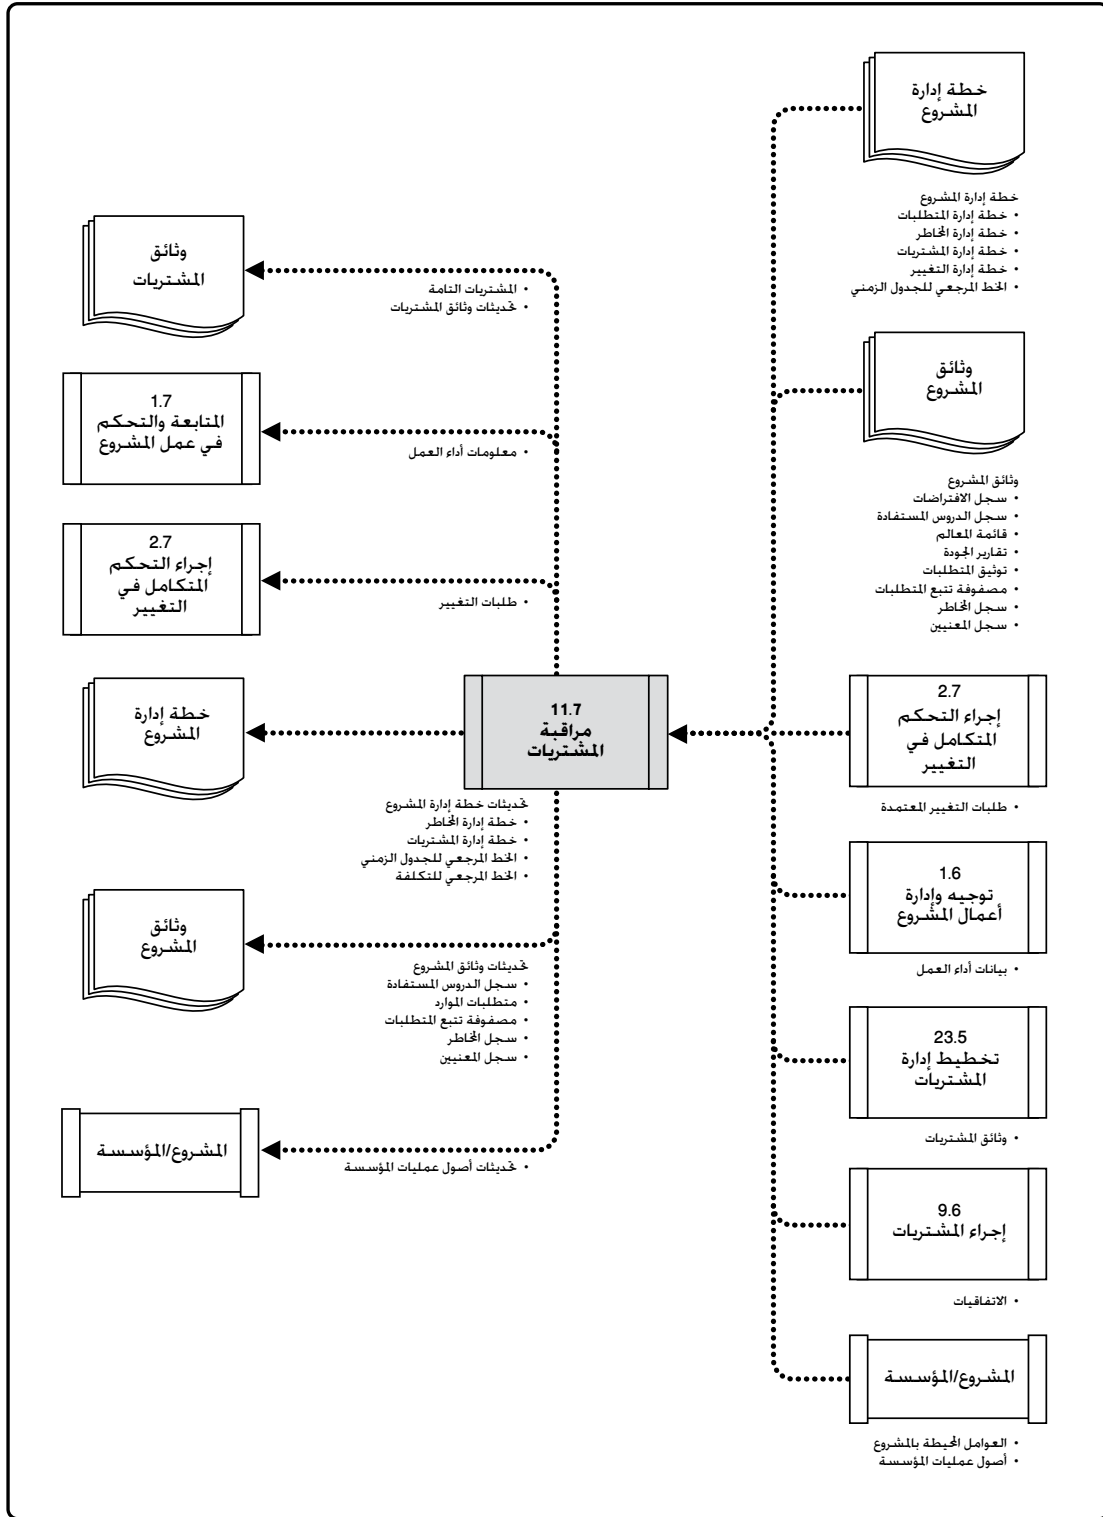 خطة إدارة
المشروع
خطة إدارة المشروع
• خطة إدارة المتطلبات
• خطة إدارة المخاطر
• خطة إدارة المشتريات
• خطة إدارة التغيير
• الخط المرجعي للجدول الزمني
وثائق
المشروع
وثائق المشروع
• سجل الافتراضات
• سجل الدروس المستفادة
• قائمة المعالم
• تقارير الجودة
• توثيق المتطلبات
• مصفوفة تتبع المتطلبات
• سجل المخاطر
• سجل المعنيين
2.7
إجراء التحكم
المتكامل في
التغيير
• طلبات التغيير المعتمدة
1.6
توجيه وإدارة
أعمال المشروع
• بيانات أداء العمل
23.5
تخطيط إدارة
المشتريات
• وثائق المشتريات
9.6
إجراء المشتريات
• الاتفاقيات
المشروع/المؤسسة
• العوامل المحيطة بالمشروع
• أصول عمليات المؤسسة
11.7
مراقبة
المشتريات
وثائق
المشتريات
• المشتريات التامة
• تحديثات وثائق المشتريات
1.7
المتابعة والتحكم
في عمل المشروع
• معلومات أداء العمل
2.7
إجراء التحكم
المتكامل في
التغيير
• طلبات التغيير
خطة إدارة
المشروع
تحديثات خطة إدارة المشروع
• خطة إدارة المخاطر
• خطة إدارة المشتريات
• الخط المرجعي للجدول الزمني
• الخط المرجعي للتكلفة
وثائق
المشروع
تحديثات وثائق المشروع
• سجل الدروس المستفادة
• متطلبات الموارد
• مصفوفة تتبع المتطلبات
• سجل المخاطر
• سجل المعنيين
المشروع/المؤسسة
• تحديثات أصول عمليات المؤسسة